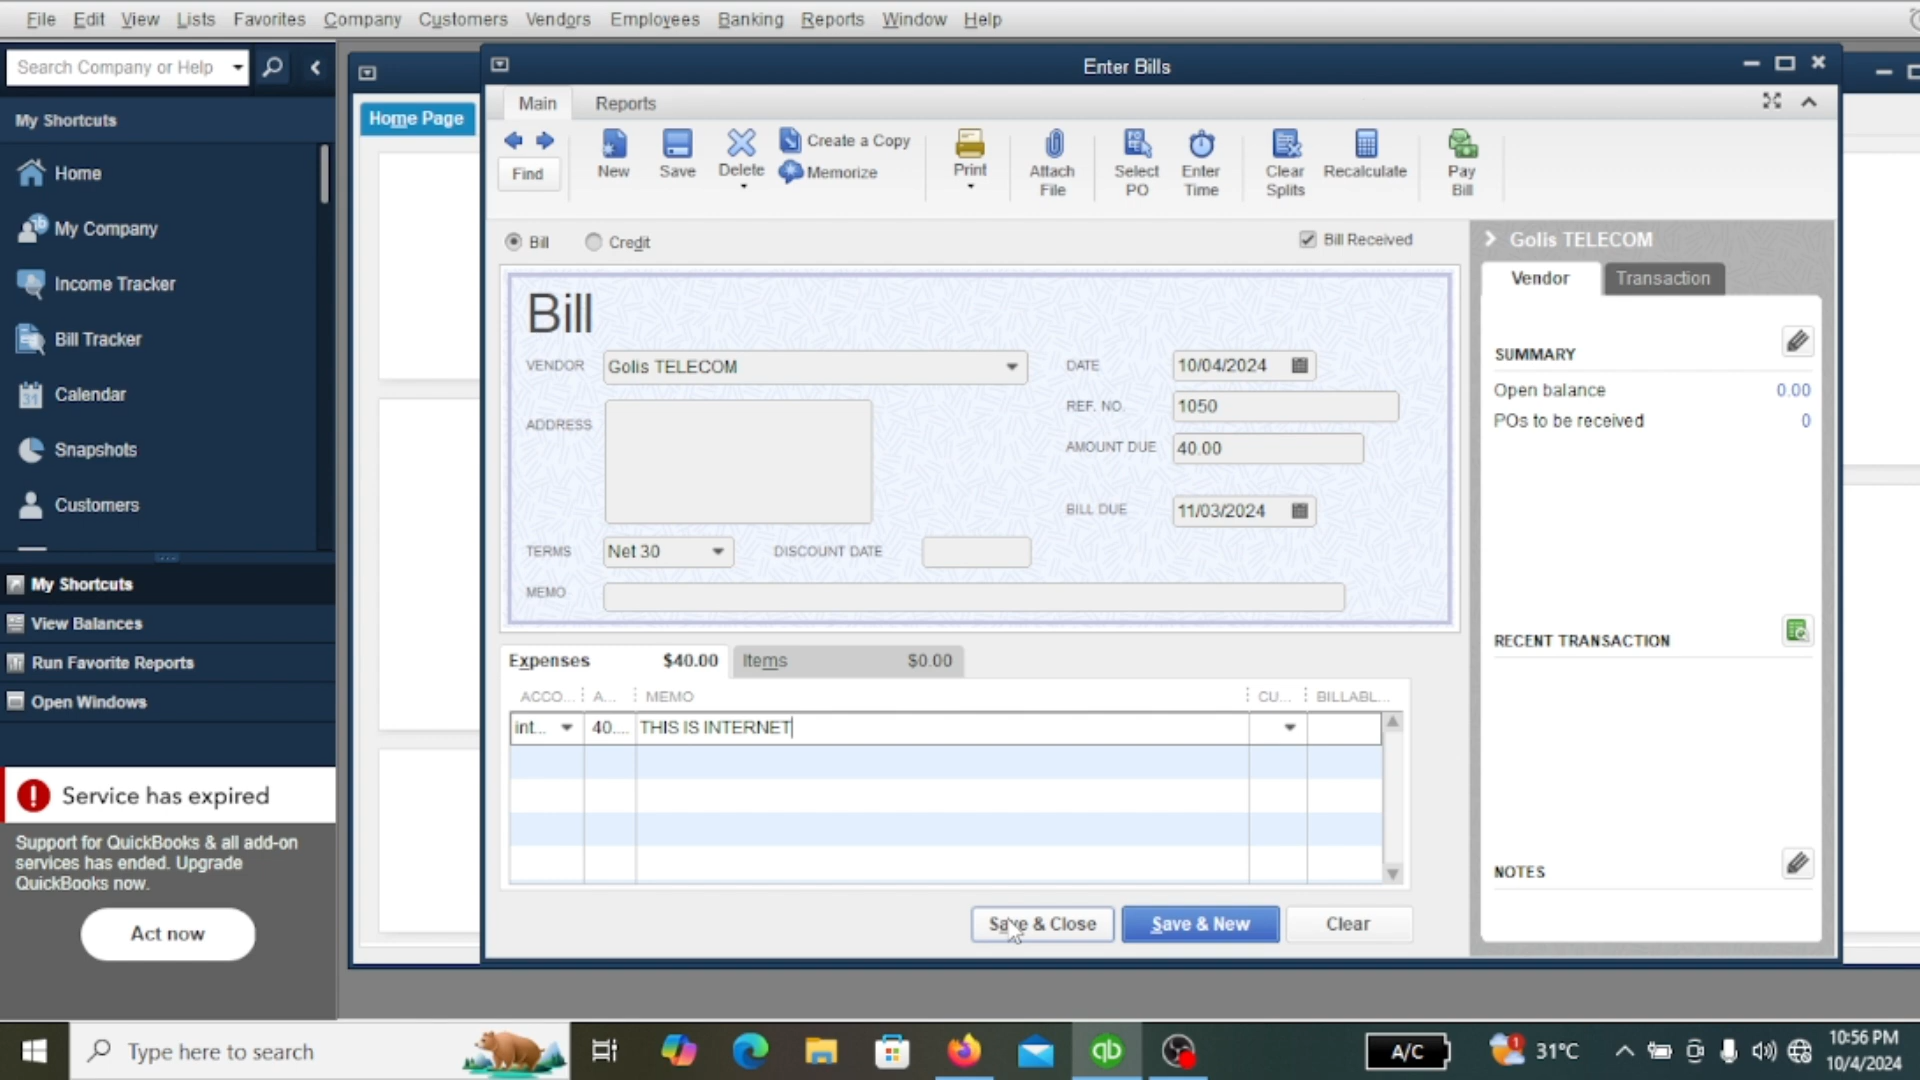 File Edit View Lists Favorites Company Customers Vendors Employees Banking Reports Window Help
Search Company or Help
My Shortcuts
Home
My Company
Income Tracker
Bill Tracker
Calendar
Snapshots
Customers
My Shortcuts
View Balances
Run Favorite Reports
Open Windows
Service has expired
Support for QuickBooks & all add-on
services has ended. Upgrade
QuickBooks now.
Act now
Home Page
Enter Bills
Main Reports
Find
New
Save
Delete
Create a Copy
Memorize
Print
Attach
File
Select
PO
Enter
Time
Clear
Splits
Recalculate
Pay
Bill
Bill Credit
Bill Received
Bill
VENDOR Golis TELECOM
DATE 10/04/2024
ADDRESS
REF. NO. 1050
AMOUNT DUE 40.00
BILL DUE 11/03/2024
TERMS Net 30 DISCOUNT DATE
MEMO
Expenses $40.00 Items $0.00
ACCO... A... MEMO CU... BILLABL...
int... 40.... THIS IS INTERNET
Save & Close Save & New Clear
Golis TELECOM
Vendor Transaction
SUMMARY
Open balance 0.00
POs to be received 0
RECENT TRANSACTION
NOTES
Type here to search
qb
A/C
1
31°C
10:56 PM
10/4/2024